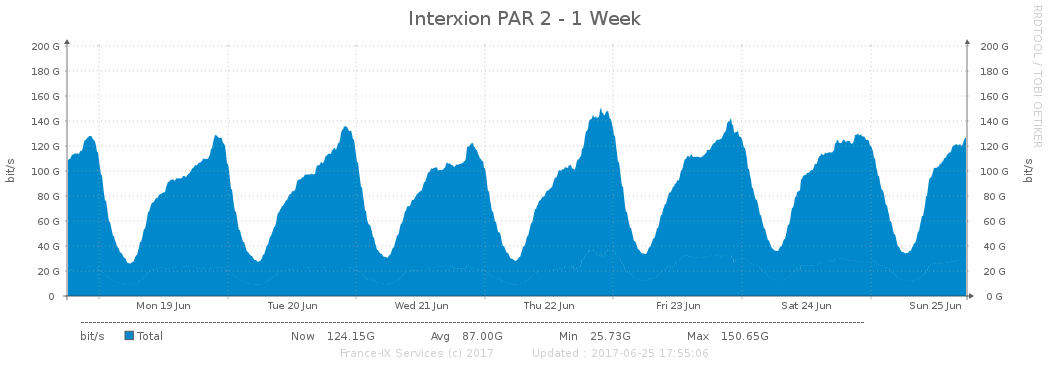 Interxion PAR 2 - 1 Week
RRDTOOL / TOBI OETIKER
bit/s
bit/s
200 G 200 G
180 G 180 G
160 G 160 G
140 G 140 G
120 G 120 G
100 G 100 G
80 G 80 G
60 G 60 G
40 G 40 G
20 G 20 G
0 0 G
Mon 19 Jun Tue 20 Jun Wed 21 Jun Thu 22 Jun Fri 23 Jun Sat 24 Jun Sun 25 Jun
bit/s Total Now 124.15G Avg 87.00G Min 25.73G Max 150.65G
France-IX Services (c) 2017 Updated : 2017-06-25 17:55:06